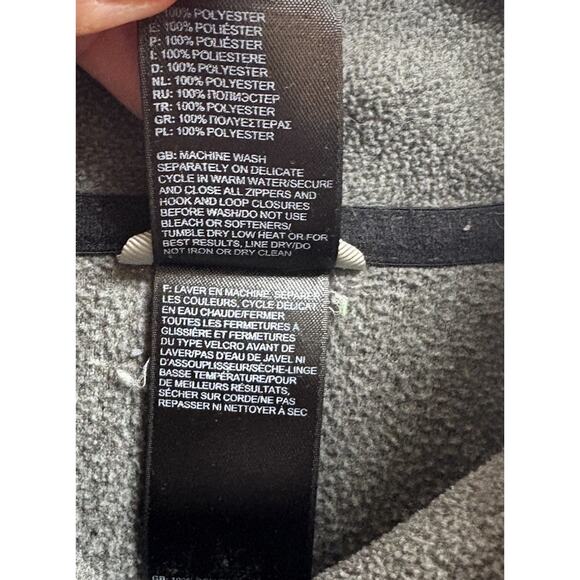 100% POLYESTER
E: 100% POLIÉSTER
P: 100% POLIÉSTER
I: 100% POLIESTERE
D: 100% POLYESTER
NL: 100% POLYESTER
RU: 100% ПОЛИЭСТЕР
TR: 100% POLYESTER
GR: 100% ΠΟΛΥΕΣΤΕΡΑΣ
PL: 100% POLYESTER
GB: MACHINE WASH
SEPARATELY ON DELICATE
CYCLE IN WARM WATER/SECURE
AND CLOSE ALL ZIPPERS AND
HOOK AND LOOP CLOSURES
BEFORE WASH/DO NOT USE
BLEACH OR SOFTENERS/
TUMBLE DRY LOW HEAT OR FOR
BEST RESULTS, LINE DRY/DO
NOT IRON OR DRY CLEAN
F: LAVER EN MACHINE, SÉPARER
LES COULEURS, CYCLE DÉLICAT
EN EAU CHAUDE/FERMER
TOUTES LES FERMETURES À
GLISSIÈRE ET FERMETURES
DU TYPE VELCRO AVANT DE
LAVER/PAS D'EAU DE JAVEL NI
D'ASSOUPLISSEUR/SÈCHE-LINGE
BASSE TEMPÉRATURE/POUR
DE MEILLEURS RÉSULTATS,
SÉCHER SUR CORDE/NE PAS
REPASSER NI NETTOYER À SEC